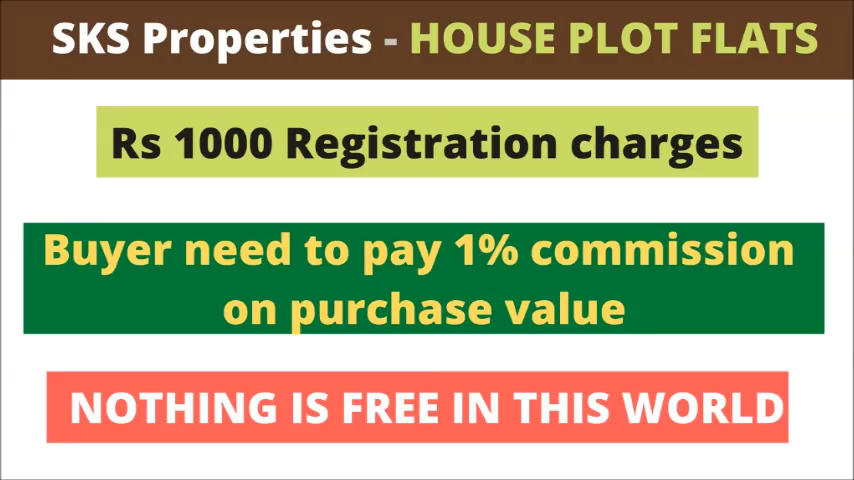 SKS Properties - HOUSE PLOT FLATS
Rs 1000 Registration charges
Buyer need to pay 1% commission
on purchase value
NOTHING IS FREE IN THIS WORLD